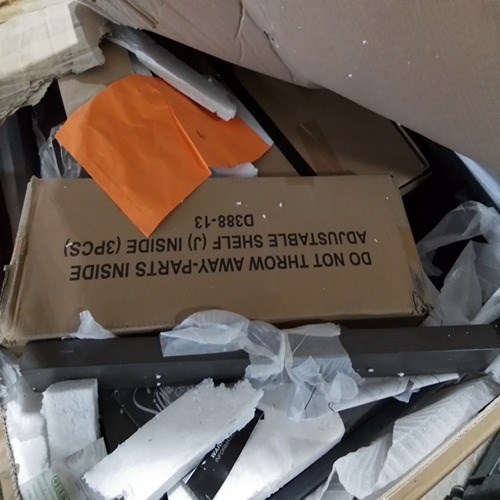 DO NOT THROW AWAY-PARTS INSIDE
ADJUSTABLE SHELF (J) INSIDE (3PCS)
D388-13